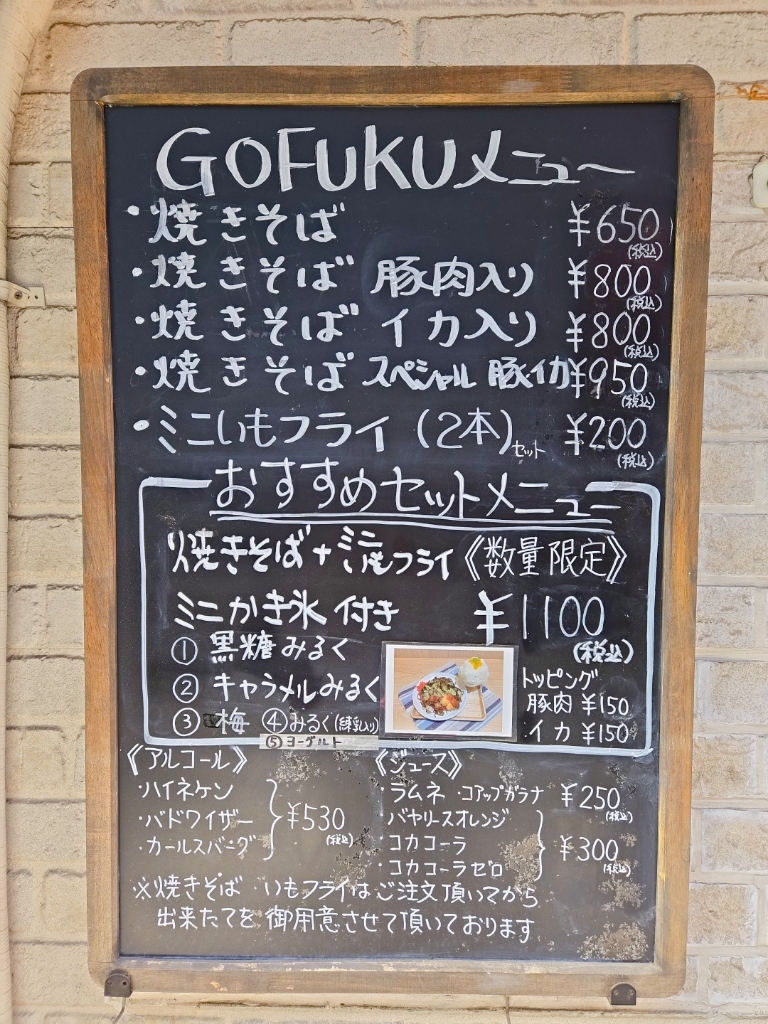 GOFUKUメニュー
・焼きそば ¥650(税込)
・焼きそば 豚肉入り ¥800(税込)
・焼きそば イカ入り ¥800(税込)
・焼きそば スペシャル 豚イカ ¥950(税込)
・ミニいもフライ(2本)セット ¥200(税込)
おすすめセットメニュー
焼きそば+ミニいもフライ《数量限定》
ミニかき氷付き ¥1100(税込)
① 黒糖みるく
② キャラメルみるく
③ 梅 ④みるく(練乳入り)
⑤ヨーグルト
トッピング
豚肉 ¥150
イカ ¥150
《アルコール》
・ハイネケン
・バドワイザー ¥530(税込)
・カールスバーグ
《ジュース》
・ラムネ ・コアップガラナ ¥250(税込)
・バヤリースオレンジ
・コカコーラ ¥300(税込)
・コカコーラゼロ
※焼きそば いもフライはご注文頂いてから
出来たてを御用意させて頂いております